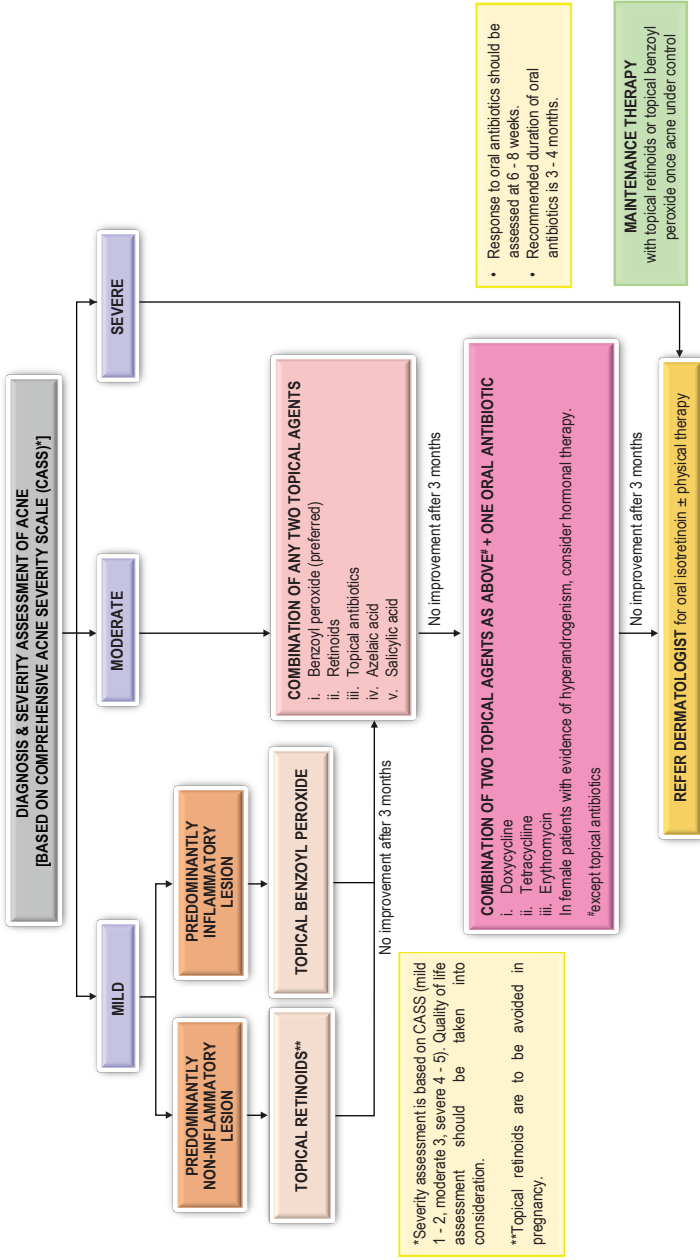 DIAGNOSIS & SEVERITY ASSESSMENT OF ACNE
[BASED ON COMPREHENSIVE ACNE SEVERITY SCALE (CASS)*]
MILD
MODERATE
SEVERE
PREDOMINANTLY
NON-INFLAMMATORY
LESION
PREDOMINANTLY
INFLAMMATORY
LESION
TOPICAL RETINOIDS**
TOPICAL BENZOYL PEROXIDE
No improvement after 3 months
COMBINATION OF ANY TWO TOPICAL AGENTS
i. Benzoyl peroxide (preferred)
ii. Retinoids
iii. Topical antibiotics
iv. Azelaic acid
v. Salicylic acid
No improvement after 3 months
COMBINATION OF TWO TOPICAL AGENTS AS ABOVE# + ONE ORAL ANTIBIOTIC
i. Doxycycline
ii. Tetracycliine
iii. Erythromycin
In female patients with evidence of hyperandrogenism, consider hormonal therapy.
#except topical antibiotics
No improvement after 3 months
REFER DERMATOLOGIST for oral isotretinoin ± physical therapy
*Severity assessment is based on CASS (mild
1 - 2, moderate 3, severe 4 - 5). Quality of life
assessment should be taken into
consideration.
**Topical retinoids are to be avoided in
pregnancy.
• Response to oral antibiotics should be
assessed at 6 - 8 weeks.
• Recommended duration of oral
antibiotics is 3 - 4 months.
MAINTENANCE THERAPY
with topical retinoids or topical benzoyl
peroxide once acne under control